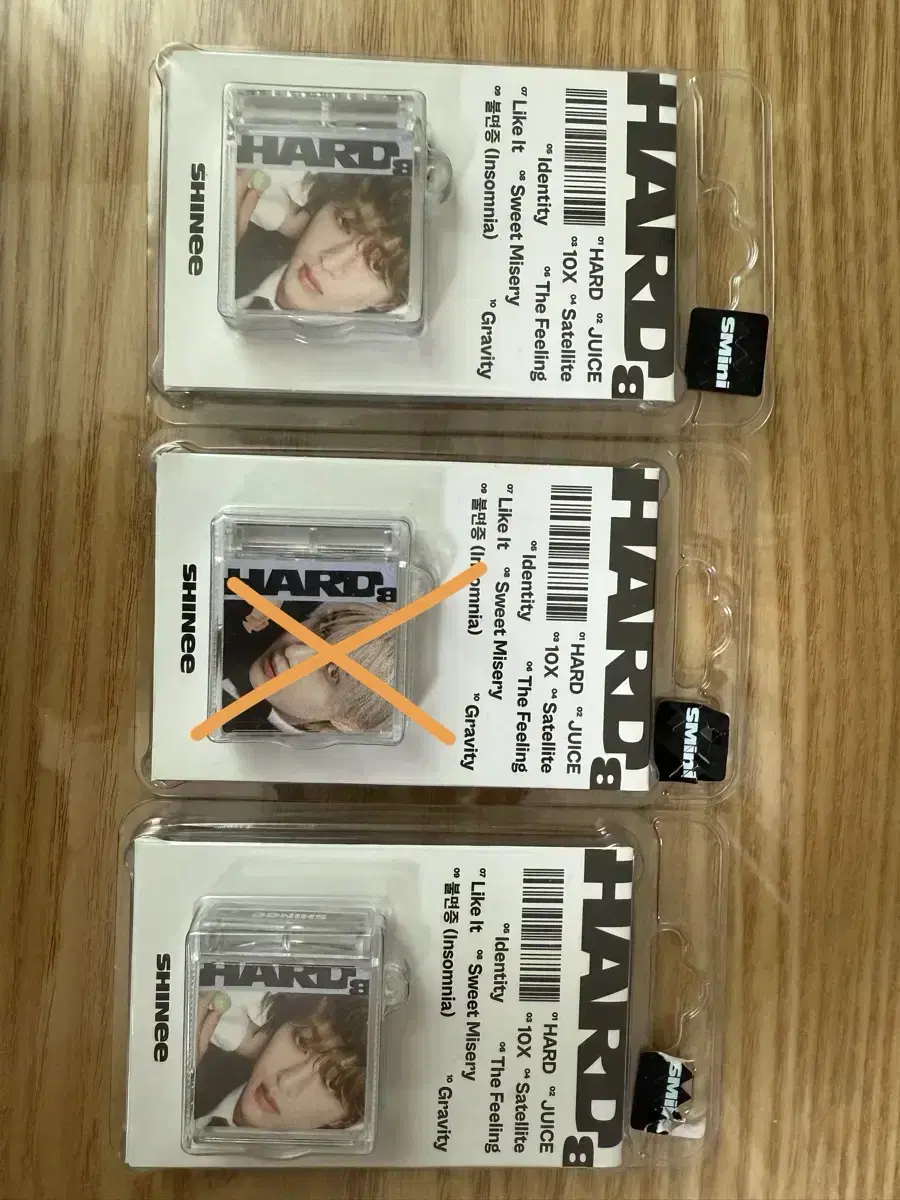 SMini
HARD 8
01 HARD 02 JUICE
03 10X 04 Satellite
05 Identity 06 The Feeling
07 Like It 08 Sweet Misery
09 불면증 (Insomnia) 10 Gravity
HARD 8
SHINee
SMini
HARD 8
01 HARD 02 JUICE
03 10X 04 Satellite
05 Identity 06 The Feeling
07 Like It 08 Sweet Misery
09 불면증 (Insomnia) 10 Gravity
HARD 8
SHINee
SMi
HARD 8
01 HARD 02 JUICE
03 10X 04 Satellite
05 Identity 06 The Feeling
07 Like It 08 Sweet Misery
09 불면증 (Insomnia) 10 Gravity
HARD 8
SHINee